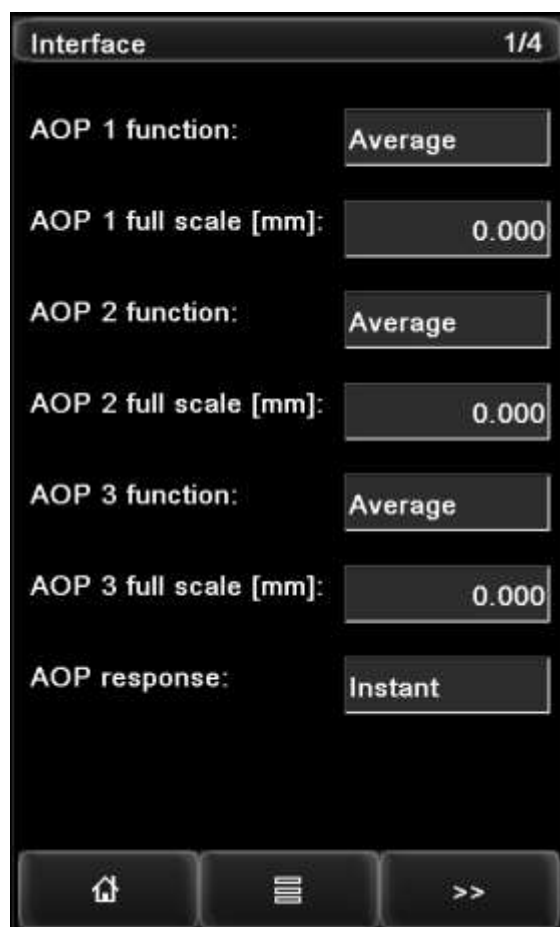 Interface 1/4
AOP 1 function: Average
AOP 1 full scale [mm]: 0.000
AOP 2 function: Average
AOP 2 full scale [mm]: 0.000
AOP 3 function: Average
AOP 3 full scale [mm]: 0.000
AOP response: Instant
>>